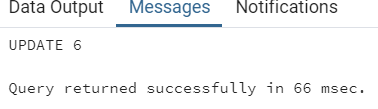 Data Output Messages Notifications
UPDATE 6
Query returned successfully in 66 msec.